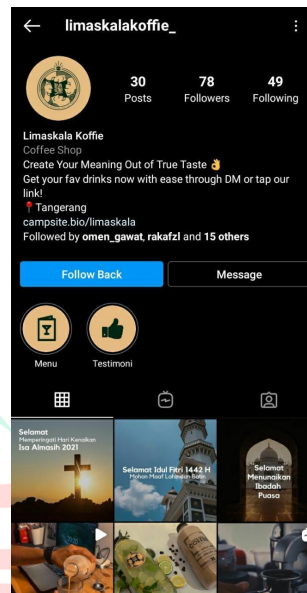 limaskalakoffie_
30
78
49
Posts
Followers
Following
Limaskala Koffie
Coffee Shop
Create Your Meaning Out of True Taste 👌
Get your fav drinks now with ease through DM or tap our
link!
📍Tangerang
campsite.bio/limaskala
Followed by omen_gawat, rakafzl and 15 others
Follow Back
Message
Menu
Testimoni
Selamat
Memperingati Hari Kenaikan
Isa Almasih 2021
Selamat Idul Fitri 1442 H
Mohon Maaf Lahir dan Batin
Selamat
Menunaikan
Ibadah
Puasa